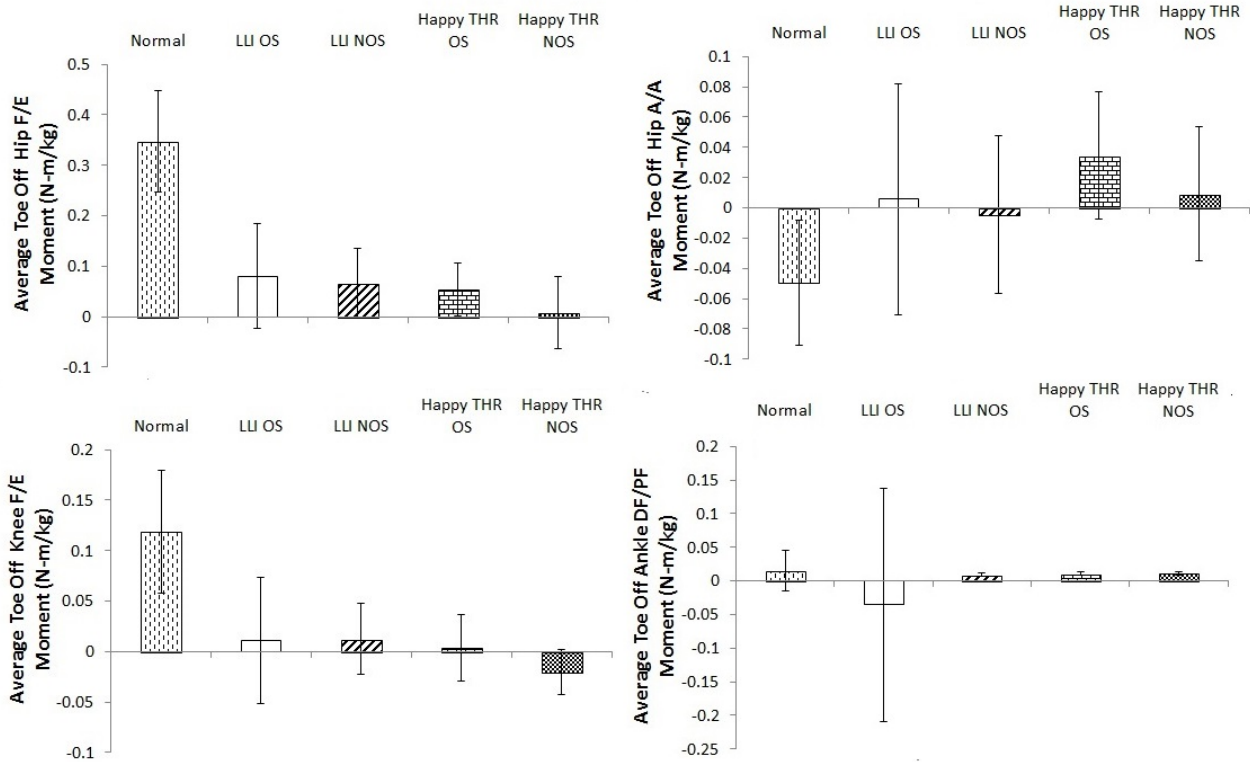 Normal
LLI OS
LLI NOS
Happy THR
OS
Happy THR
NOS
Average Toe Off Hip F/E
Moment (N-m/kg)
0.5
0.4
0.3
0.2
0.1
0
-0.1
Normal
LLI OS
LLI NOS
Happy THR
OS
Happy THR
NOS
Average Toe Off Hip A/A
Moment (N-m/kg)
0.1
0.08
0.06
0.04
0.02
0
-0.02
-0.04
-0.06
-0.08
-0.1
Normal
LLI OS
LLI NOS
Happy THR
OS
Happy THR
NOS
Average Toe Off Knee F/E
Moment (N-m/kg)
0.2
0.15
0.1
0.05
0
-0.05
-0.1
Normal
LLI OS
LLI NOS
Happy THR
OS
Happy THR
NOS
Average Toe Off Ankle DF/PF
Moment (N-m/kg)
0.2
0.15
0.1
0.05
0
-0.05
-0.1
-0.15
-0.2
-0.25